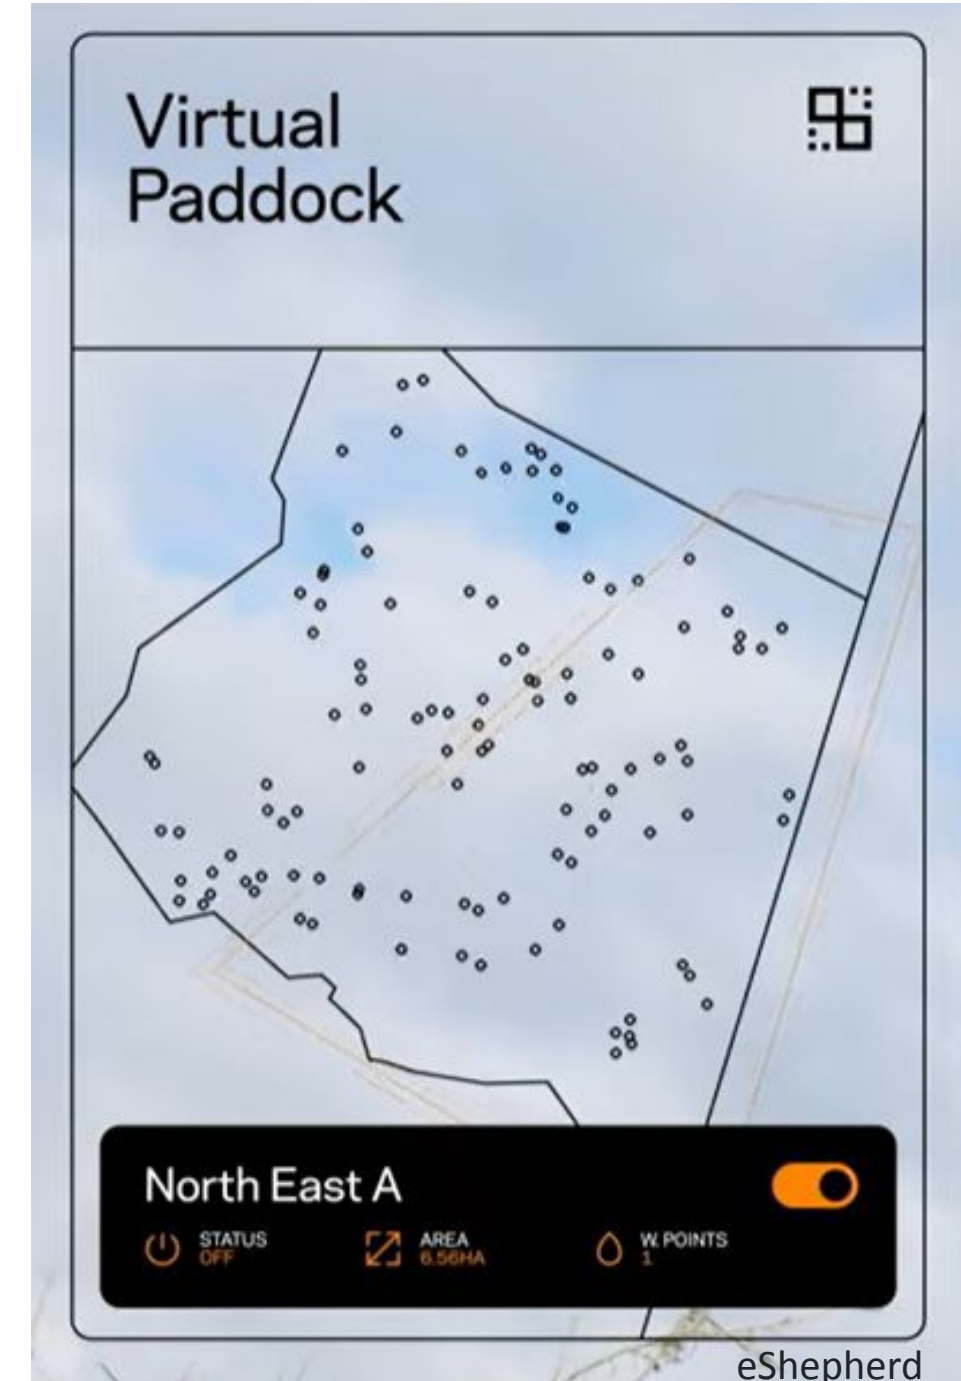 Virtual
Paddock
North East A
STATUS
OFF
AREA
6.56HA
W. POINTS
1
eShepherd